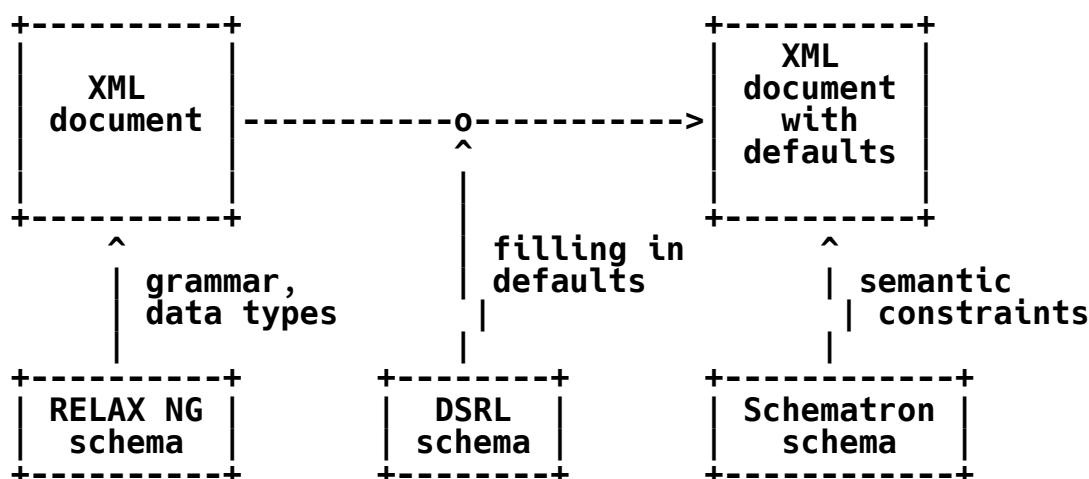 +----------+                         +----------+
|          |                         |   XML    |
|   XML    |                         | document |
| document |-----------o----------->|   with   |
|          |           ^             | defaults |
|          |           |             |          |
+----------+           |             +----------+
     ^                 | filling in       ^
     | grammar,        | defaults         | semantic
     | data types       |                  | constraints
     |                 |                  |
+----------+       +--------+        +------------+
| RELAX NG |       |  DSRL  |        | Schematron |
|  schema  |       | schema |        |   schema   |
+----------+       +--------+        +------------+